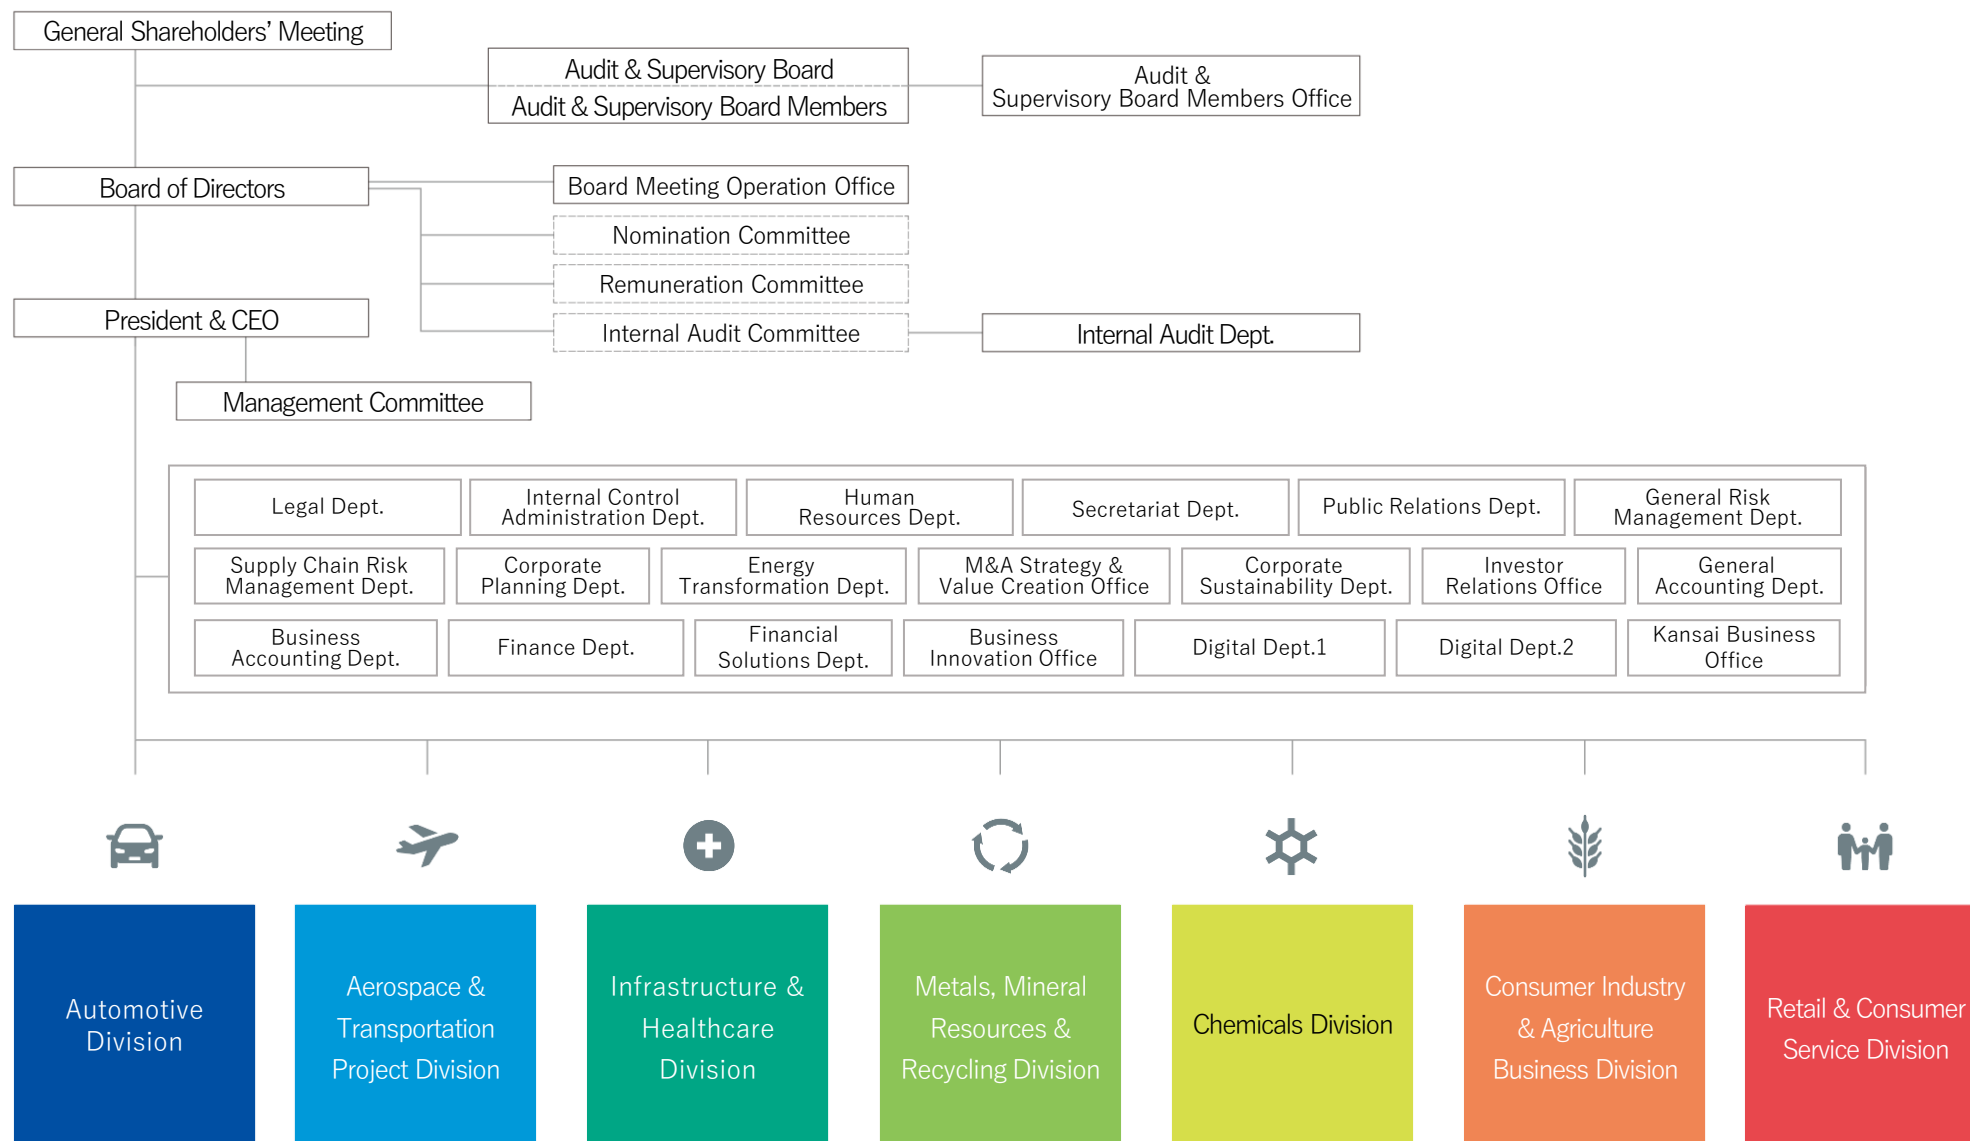 General Shareholders’ Meeting
Audit & Supervisory Board
Audit & Supervisory Board Members
Audit &
Supervisory Board Members Office
Board of Directors
Board Meeting Operation Office
Nomination Committee
Remuneration Committee
President & CEO
Internal Audit Committee
Internal Audit Dept.
Management Committee
Legal Dept.
Internal Control
Administration Dept.
Human
Resources Dept.
Secretariat Dept.
Public Relations Dept.
General Risk
Management Dept.
Supply Chain Risk
Management Dept.
Corporate
Planning Dept.
Energy
Transformation Dept.
M&A Strategy &
Value Creation Office
Corporate
Sustainability Dept.
Investor
Relations Office
General
Accounting Dept.
Business
Accounting Dept.
Finance Dept.
Financial
Solutions Dept.
Business
Innovation Office
Digital Dept.1
Digital Dept.2
Kansai Business
Office
Automotive
Division
Aerospace &
Transportation
Project Division
Infrastructure &
Healthcare
Division
Metals, Mineral
Resources &
Recycling Division
Chemicals Division
Consumer Industry
& Agriculture
Business Division
Retail & Consumer
Service Division